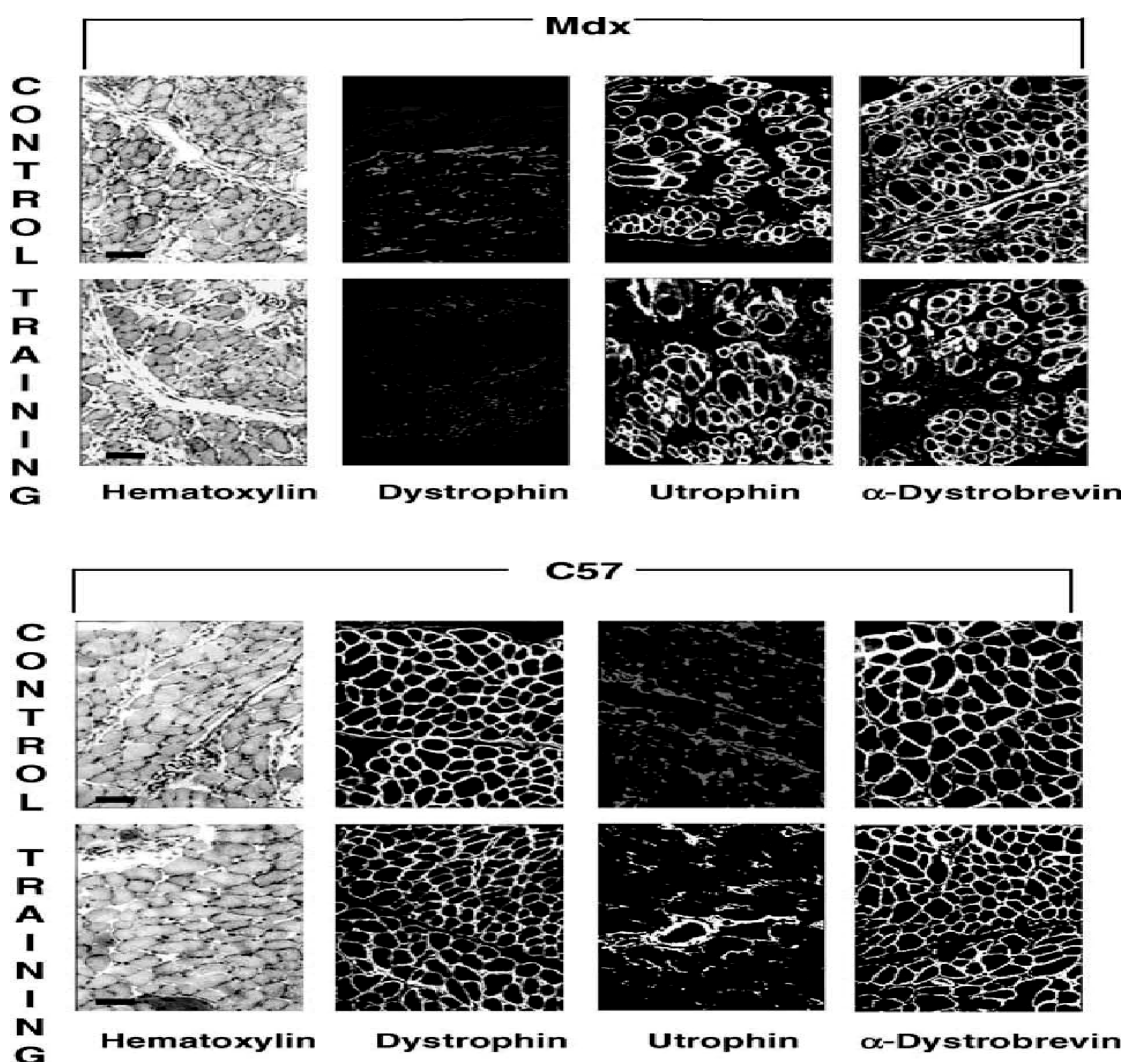 Mdx
CONTROL
TRAINING
Hematoxylin Dystrophin Utrophin α-Dystrobrevin
C57
CONTROL
TRAINING
Hematoxylin Dystrophin Utrophin α-Dystrobrevin